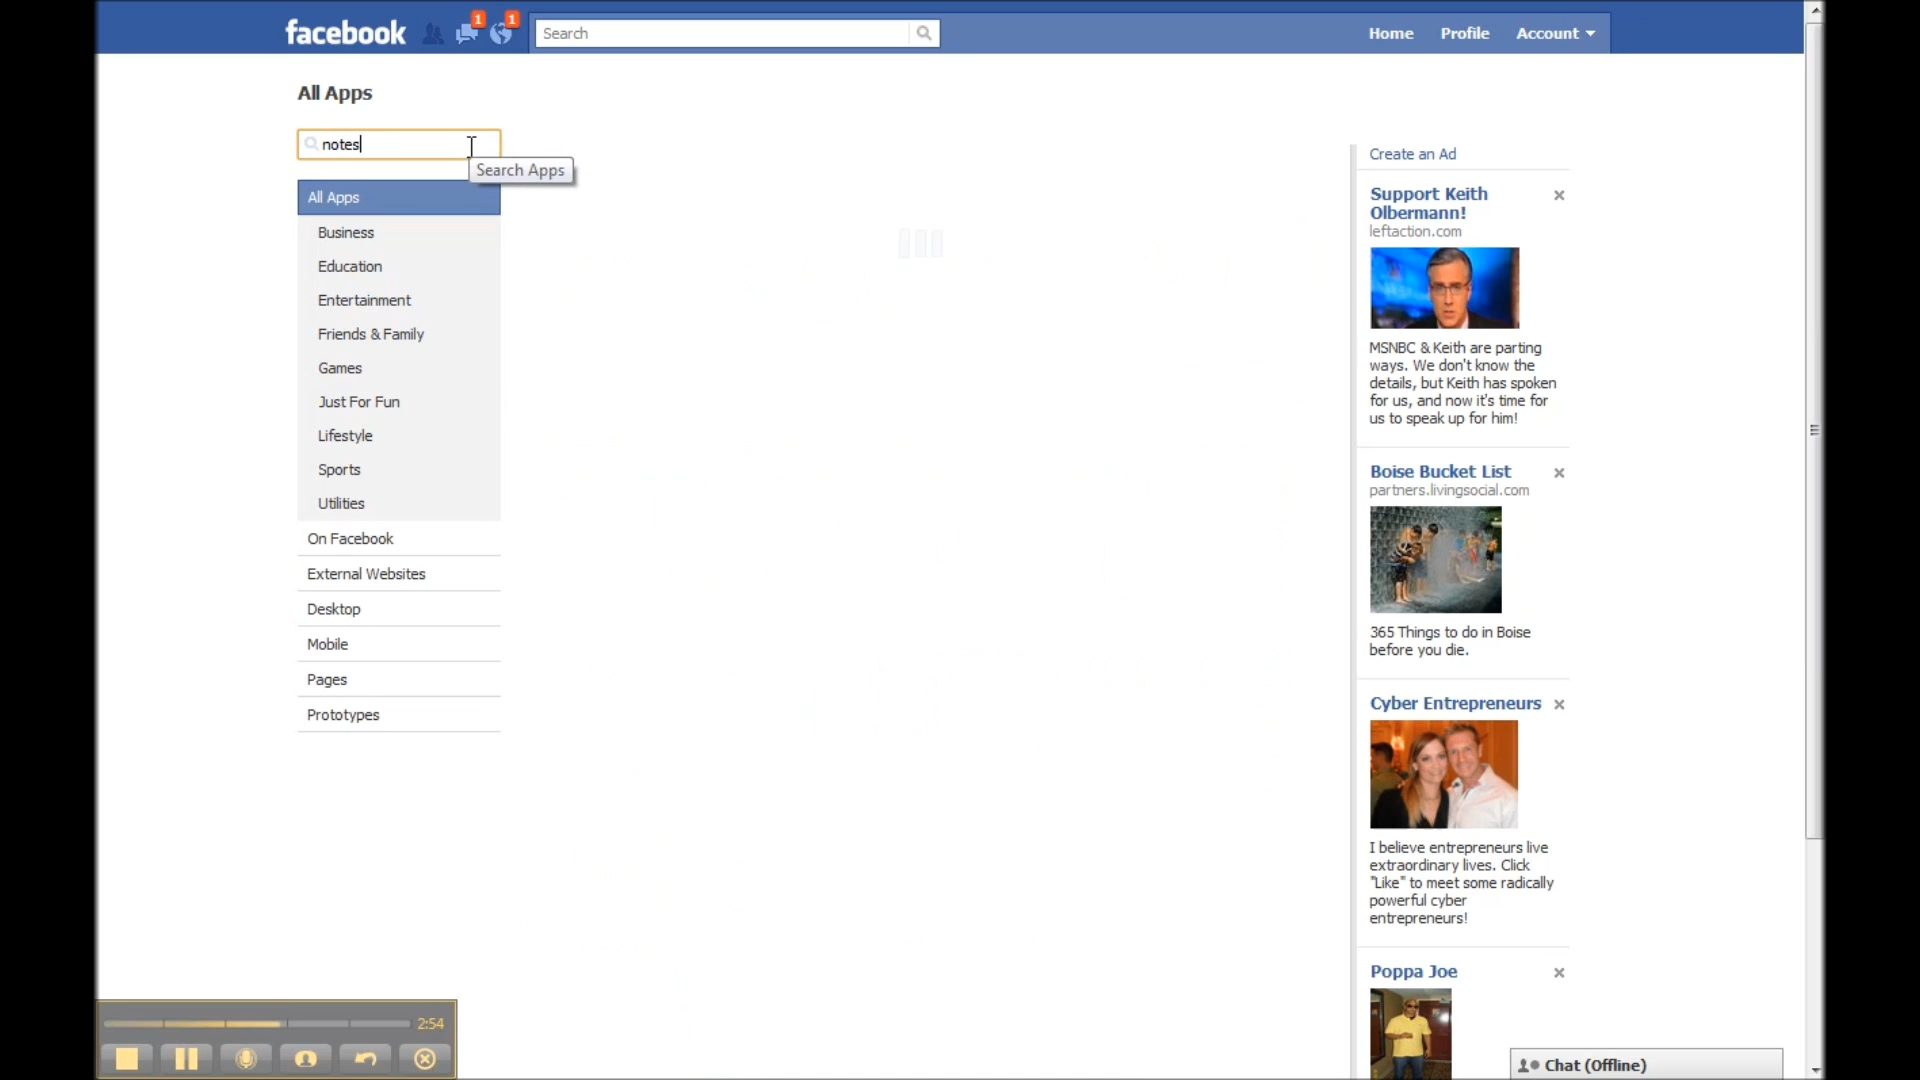 facebook
1
1
Search
Home
Profile
Account
All Apps
notes
Search Apps
All Apps
Business
Education
Entertainment
Friends & Family
Games
Just For Fun
Lifestyle
Sports
Utilities
On Facebook
External Websites
Desktop
Mobile
Pages
Prototypes
Create an Ad
Support Keith
Olbermann!
leftaction.com
MSNBC & Keith are parting
ways. We don't know the
details, but Keith has spoken
for us, and now it's time for
us to speak up for him!
Boise Bucket List
partners.livingsocial.com
365 Things to do in Boise
before you die.
Cyber Entrepreneurs
I believe entrepreneurs live
extraordinary lives. Click
"Like" to meet some radically
powerful cyber
entrepreneurs!
Poppa Joe
2:54
Chat (Offline)